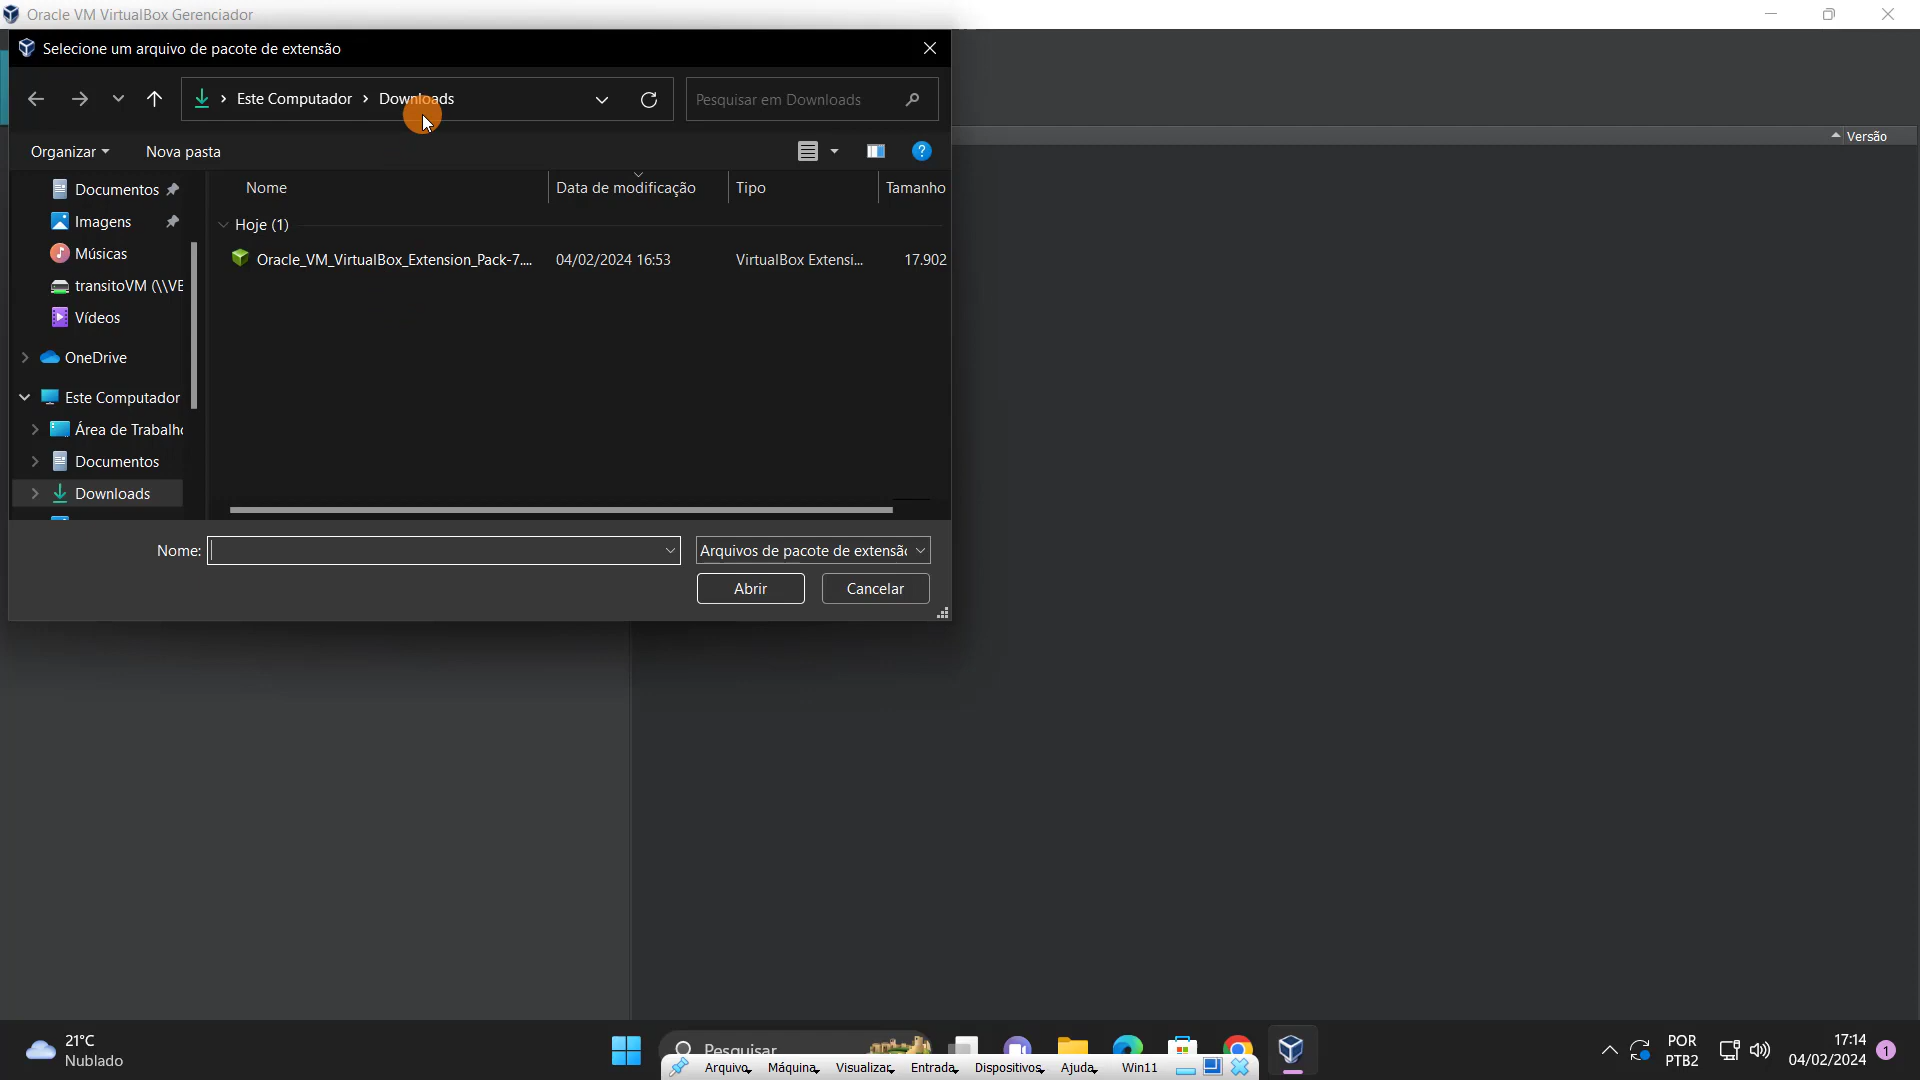 Oracle VM VirtualBox Gerenciador
Selecione um arquivo de pacote de extensão
Este Computador
Downloads
Pesquisar em Downloads
Organizar
Nova pasta
Versão
Documentos
Imagens
Músicas
transitoVM (\\VE
Vídeos
OneDrive
Este Computador
Área de Trabalho
Documentos
Downloads
Nome
Data de modificação
Tipo
Tamanho
Hoje (1)
Oracle_VM_VirtualBox_Extension_Pack-7....
04/02/2024 16:53
VirtualBox Extensi...
17.902
Nome:
Arquivos de pacote de extensã
Abrir
Cancelar
21°C
Nublado
Pesquisar
Arquivo
Máquina
Visualizar
Entrada
Dispositivos
Ajuda
Win11
POR
PTB2
17:14
04/02/2024
1